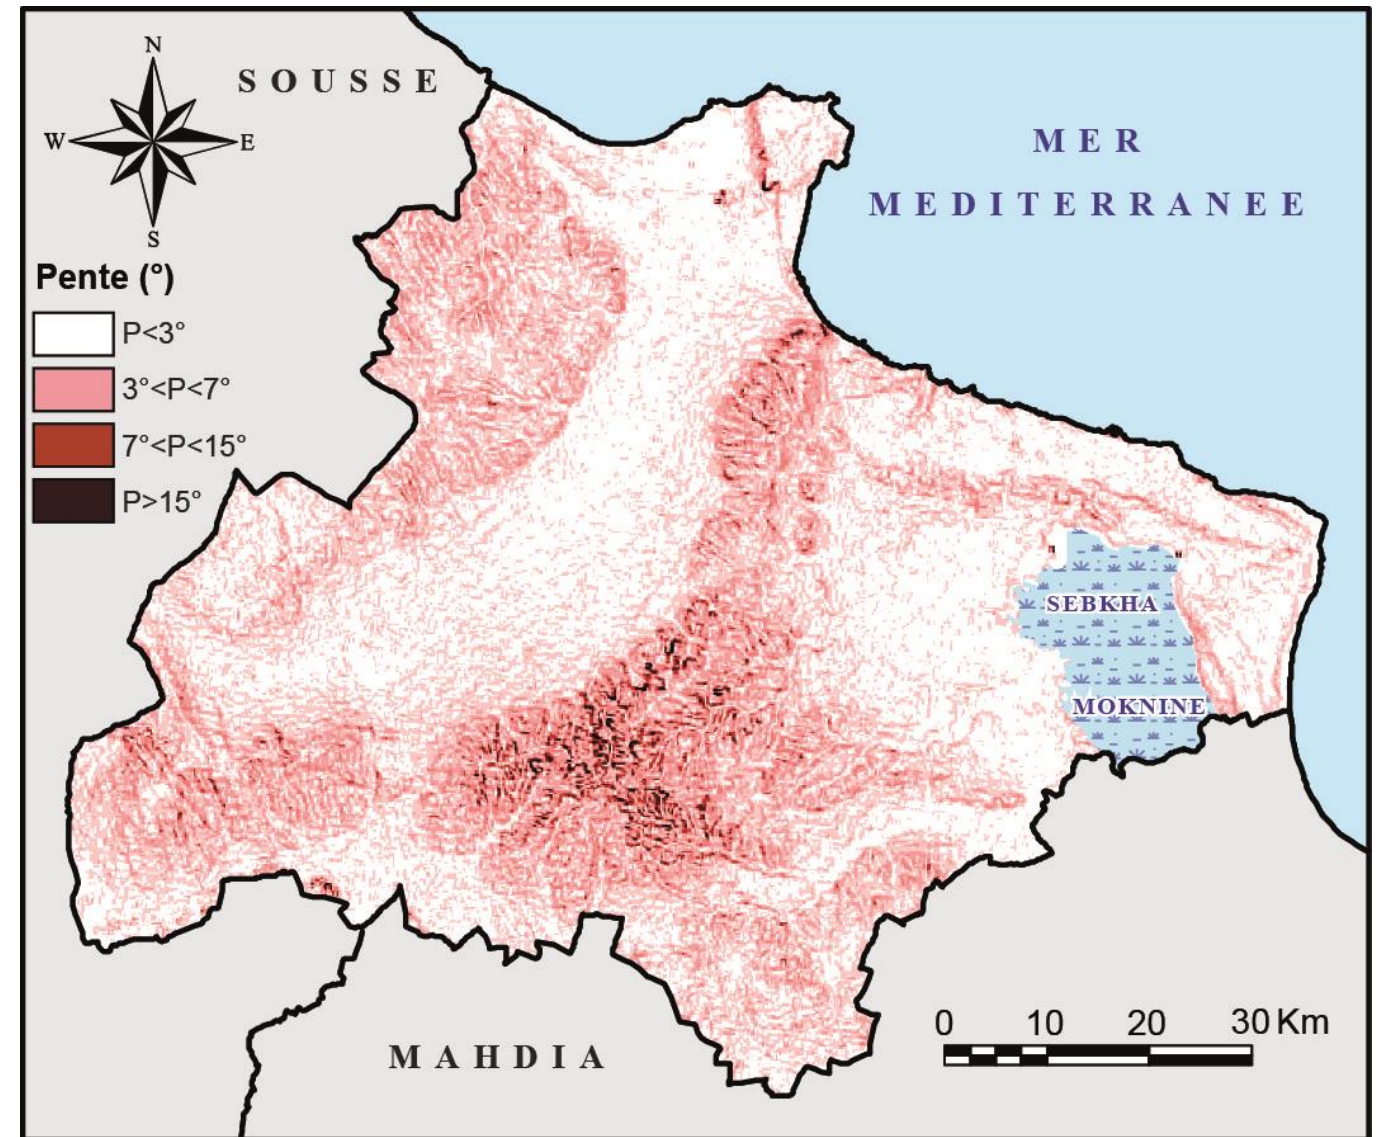 N
SOUSSE
W
E
S
MER
MEDITERRANEE
Pente (°)
P<3°
3°<P<7°
7°<P<15°
P>15°
SEBKHA
MOKNINE
0 10 20 30 Km
MAHDIA